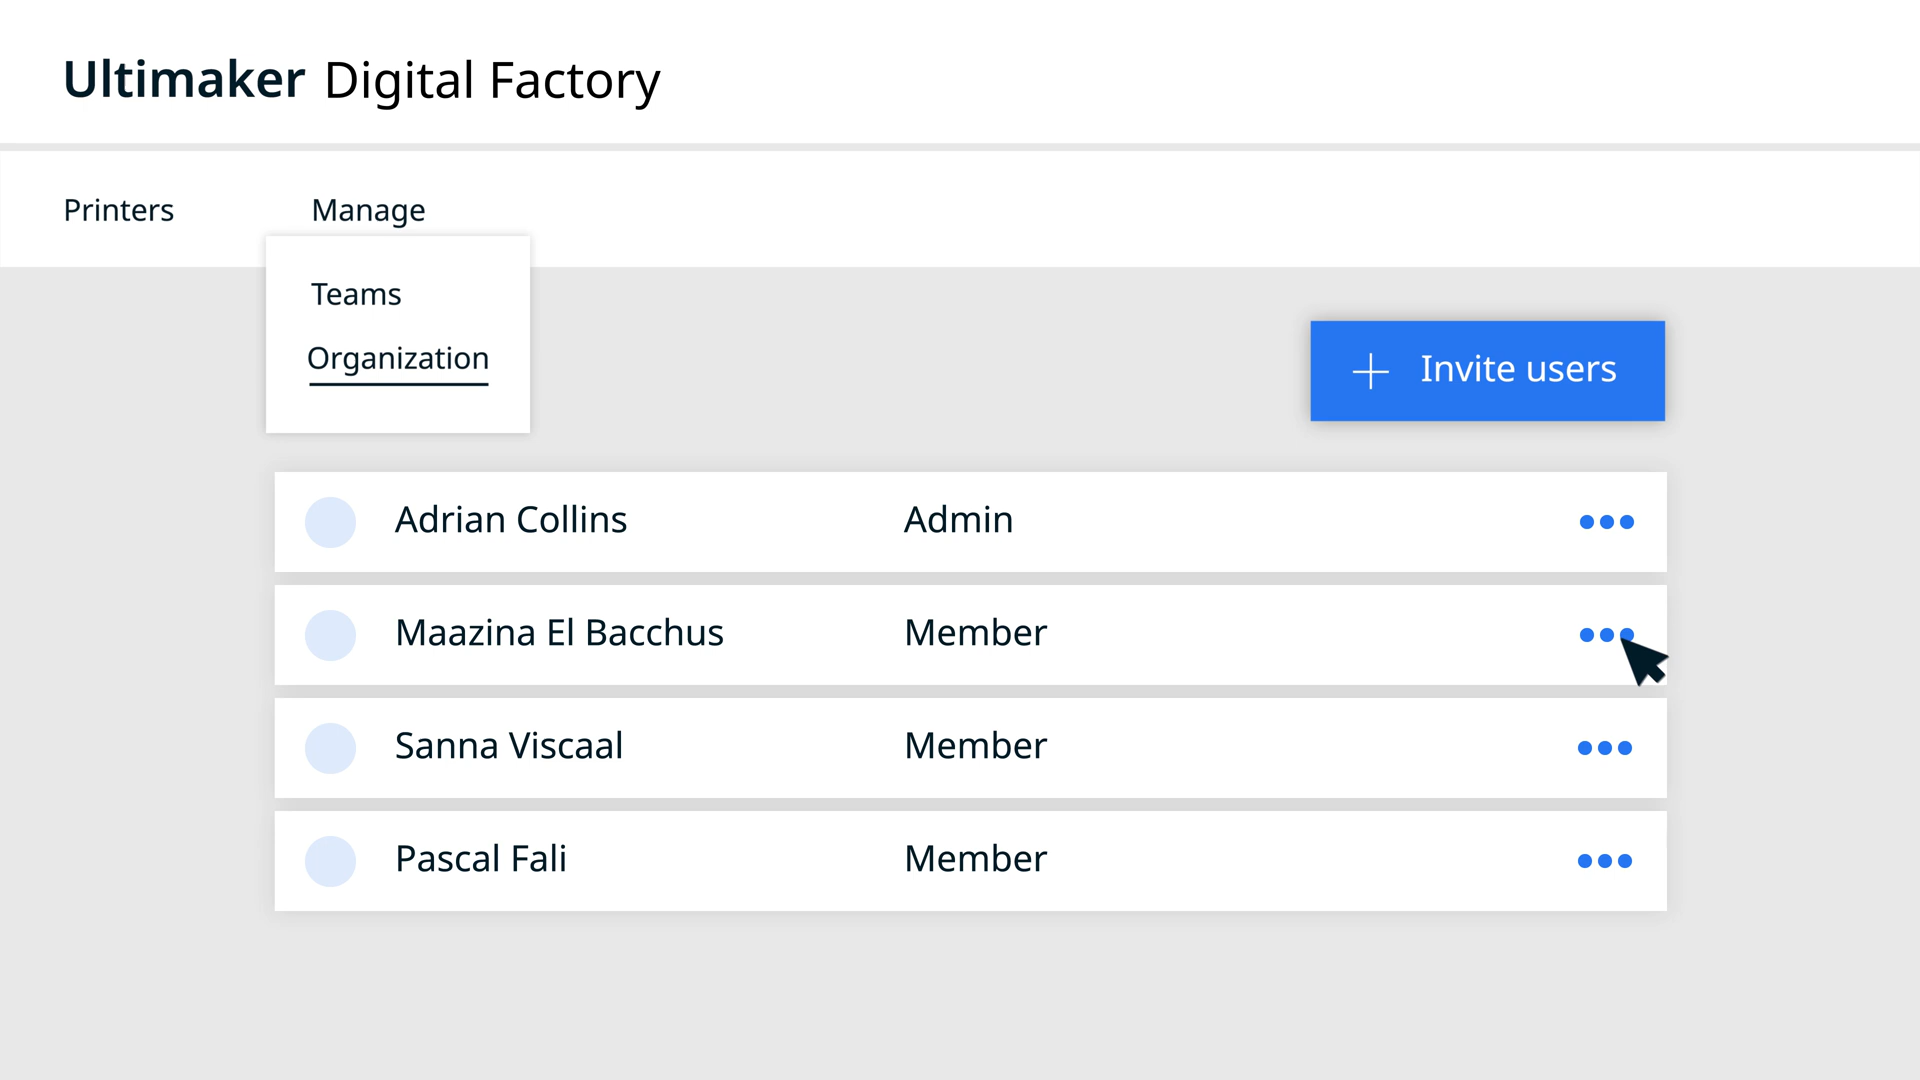 Ultimaker Digital Factory
Printers Manage
Teams
Organization
Invite users
Adrian Collins Admin
Maazina El Bacchus Member
Sanna Viscaal Member
Pascal Fali Member